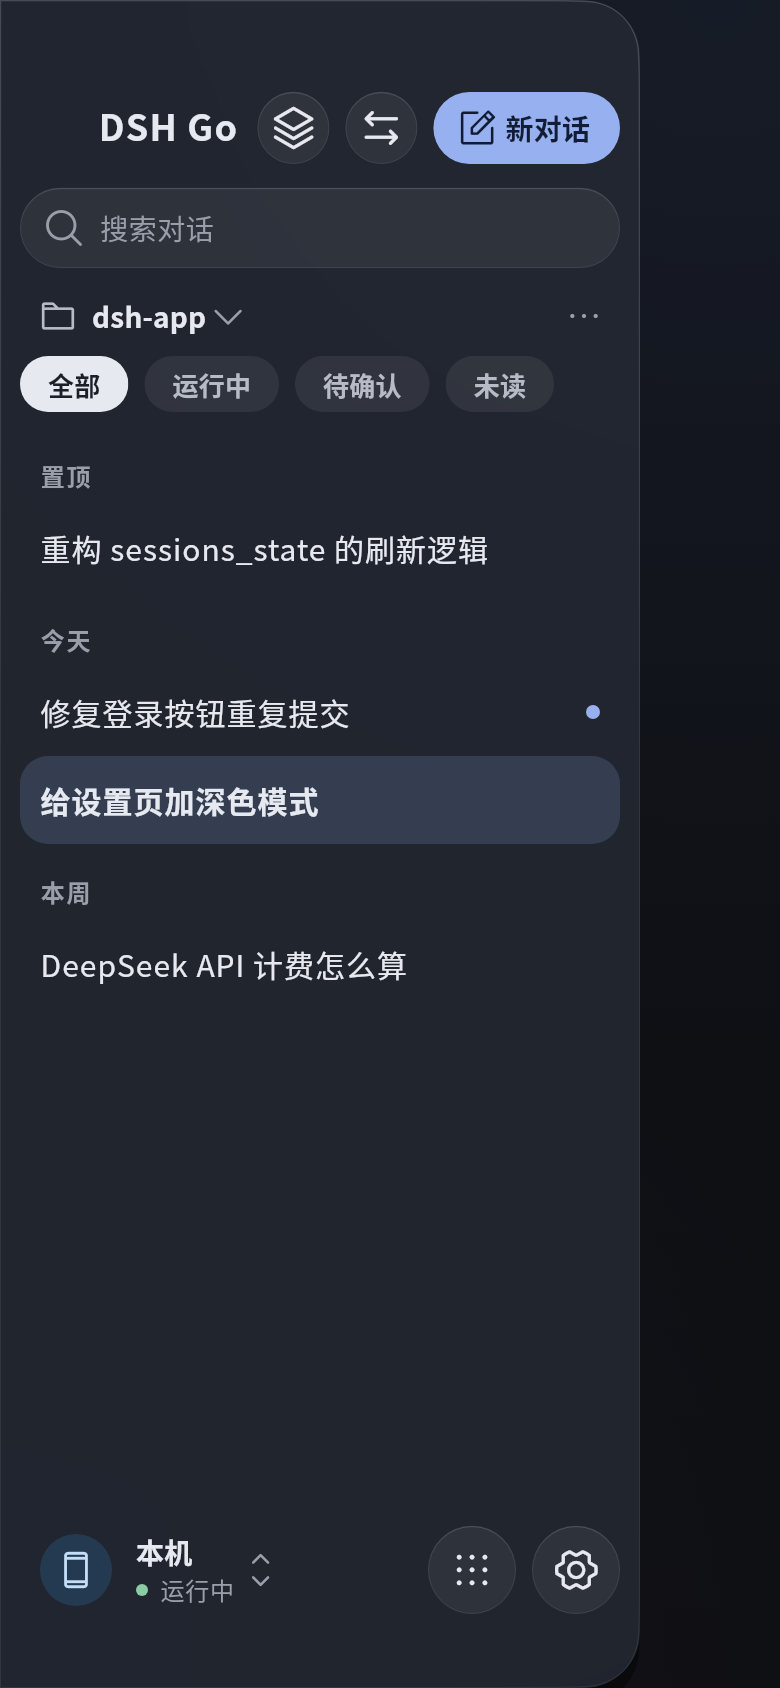 DSH Go 新对话
搜索对话
dsh-app
全部 运行中 待确认 未读
置顶
重构 sessions_state 的刷新逻辑
今天
修复登录按钮重复提交
给设置页加深色模式
本周
DeepSeek API 计费怎么算
本机
运行中